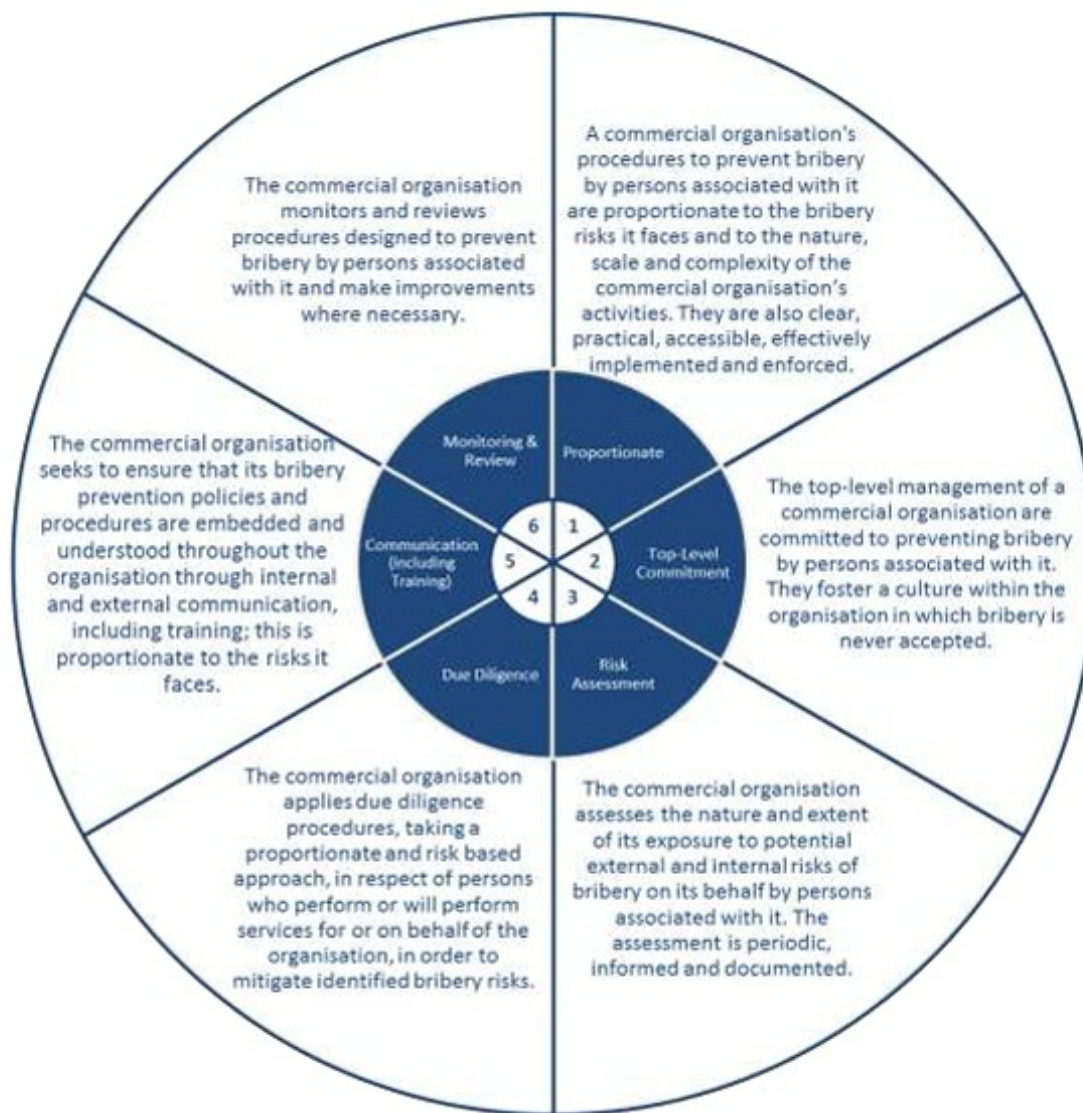 The commercial organisation
monitors and reviews
procedures designed to prevent
bribery by persons associated
with it and make improvements
where necessary.
A commercial organisation's
procedures to prevent bribery
by persons associated with it
are proportionate to the bribery
risks it faces and to the nature,
scale and complexity of the
commercial organisation's
activities. They are also clear,
practical, accessible, effectively
implemented and enforced.
The commercial organisation
seeks to ensure that its bribery
prevention policies and
procedures are embedded and
understood throughout the
organisation through internal
and external communication,
including training; this is
proportionate to the risks it
faces.
Monitoring &
Review
Proportionate
6
1
Communication
(including
Training)
5
2
Top-Level
Commitment
4
3
Due Diligence
Risk
Assessment
The top-level management of a
commercial organisation are
committed to preventing bribery
by persons associated with it.
They foster a culture within the
organisation in which bribery is
never accepted.
The commercial organisation
applies due diligence
procedures, taking a
proportionate and risk based
approach, in respect of persons
who perform or will perform
services for or on behalf of the
organisation, in order to
mitigate identified bribery risks.
The commercial organisation
assesses the nature and extent
of its exposure to potential
external and internal risks of
bribery on its behalf by persons
associated with it. The
assessment is periodic,
informed and documented.